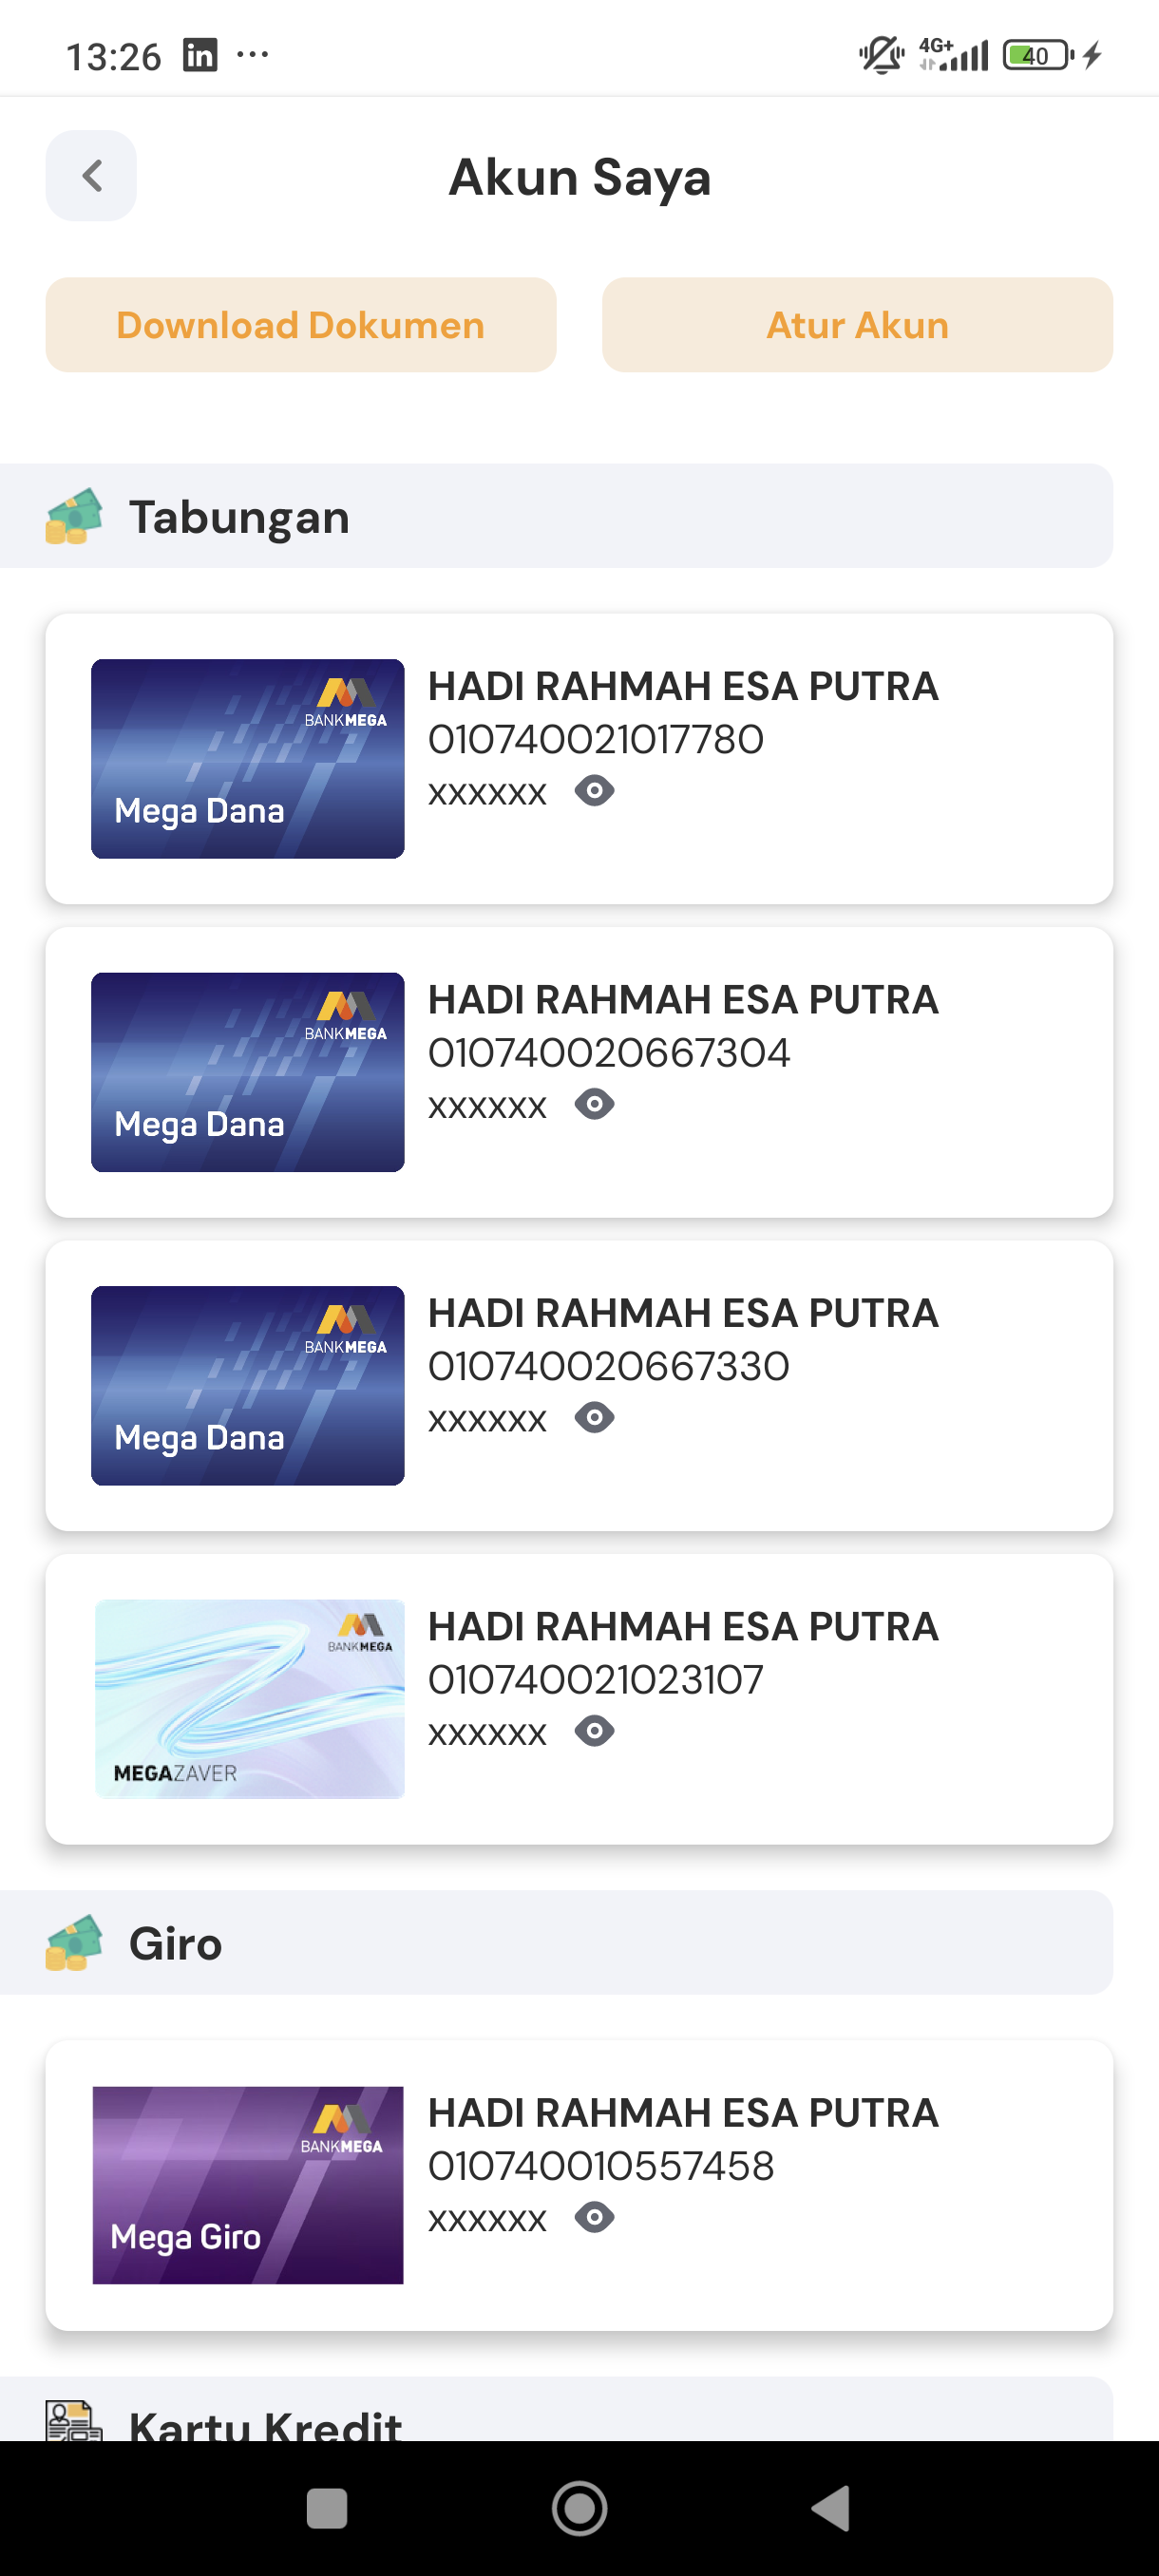 13:26 in ...
4G+ 40
Akun Saya
Download Dokumen
Atur Akun
Tabungan
BANKMEGA
Mega Dana
HADI RAHMAH ESA PUTRA
010740021017780
xxxxxx
BANKMEGA
Mega Dana
HADI RAHMAH ESA PUTRA
010740020667304
xxxxxx
BANKMEGA
Mega Dana
HADI RAHMAH ESA PUTRA
010740020667330
xxxxxx
BANKMEGA
MEGAZAVER
HADI RAHMAH ESA PUTRA
010740021023107
xxxxxx
Giro
BANKMEGA
Mega Giro
HADI RAHMAH ESA PUTRA
010740010557458
xxxxxx
Kartu Kredit